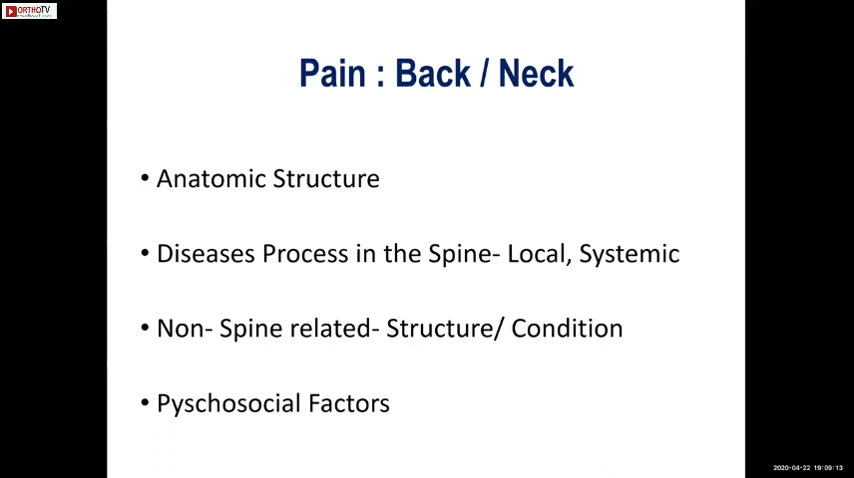 ORTHOTV
Pain : Back / Neck
• Anatomic Structure
• Diseases Process in the Spine- Local, Systemic
• Non- Spine related- Structure/ Condition
• Pyschosocial Factors
2020-04-22 19:09:13